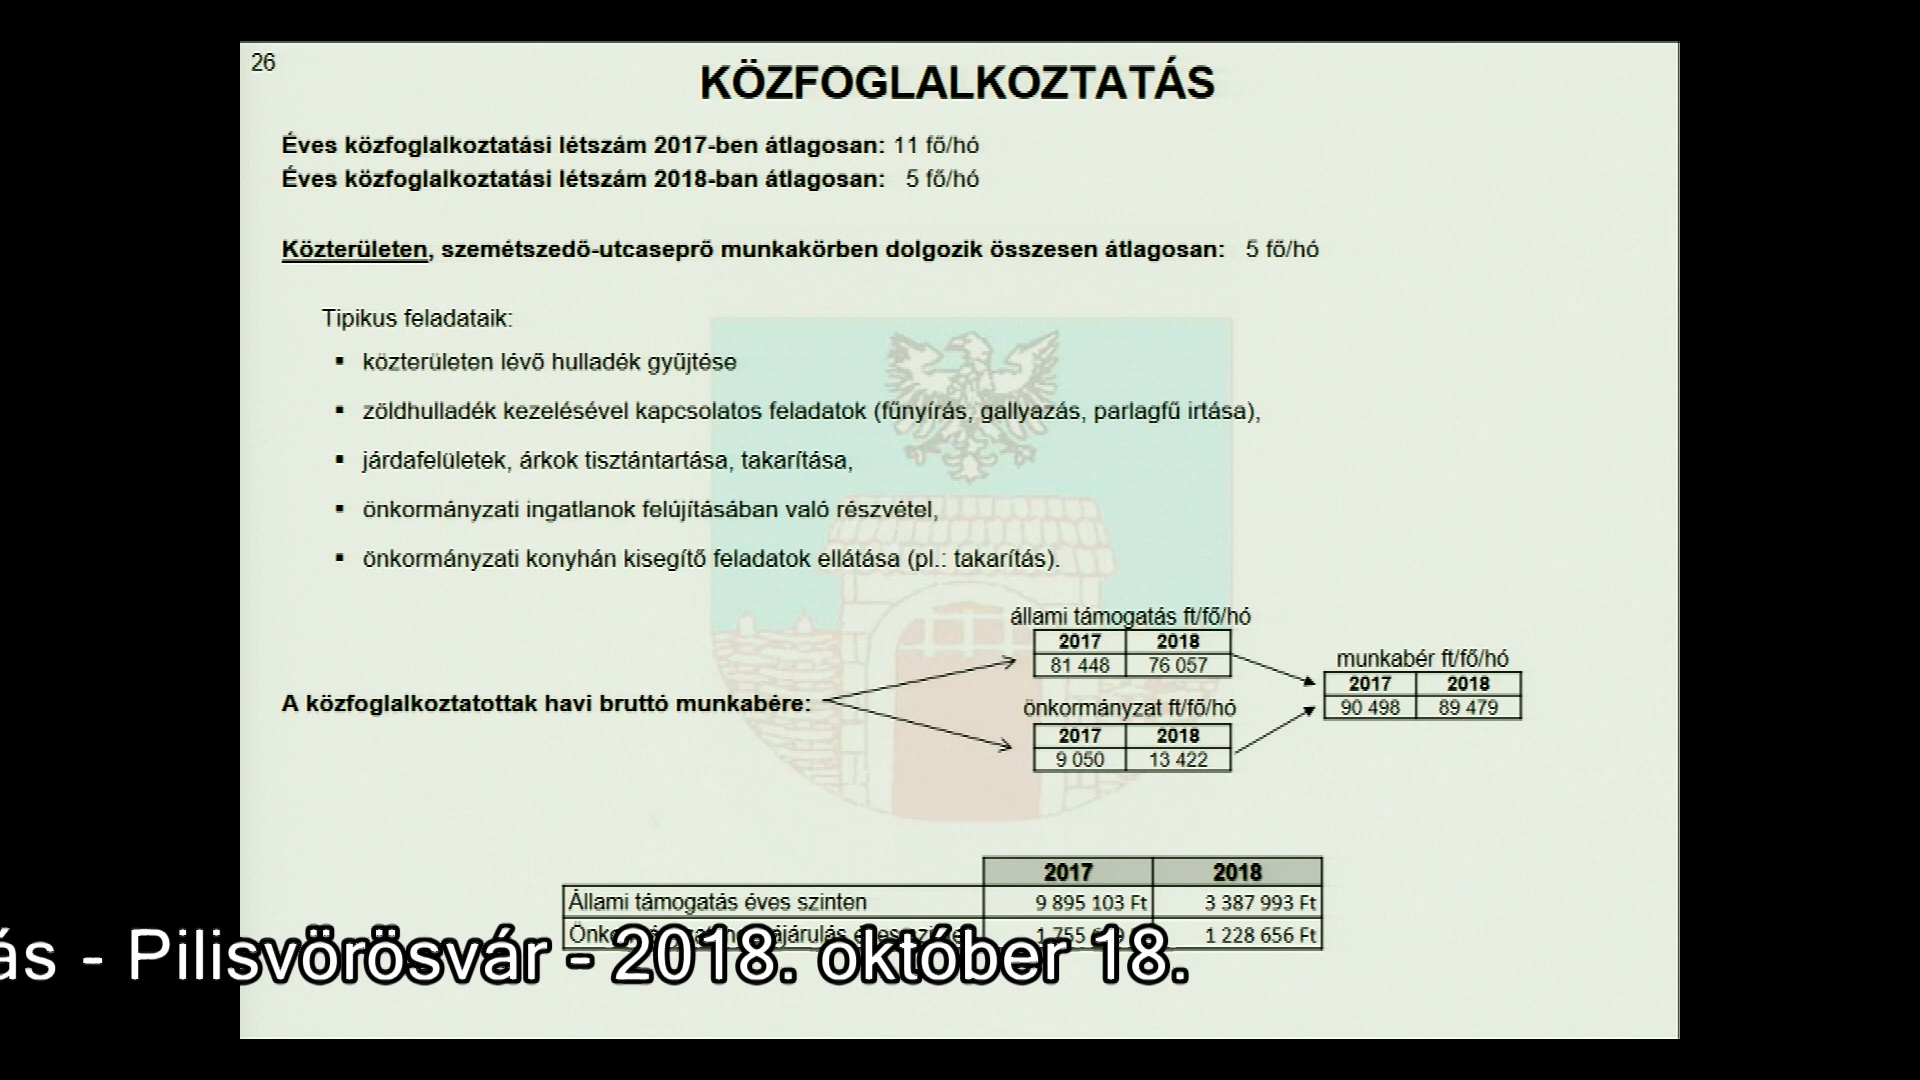 26
KÖZFOGLALKOZTATÁS
Éves közfoglalkoztatási létszám 2017-ben átlagosan: 11 fő/hó
Éves közfoglalkoztatási létszám 2018-ban átlagosan: 5 fő/hó
Közterületen, szemétszedő-utcaseprő munkakörben dolgozik összesen átlagosan: 5 fő/hó
Tipikus feladataik:
▪ közterületen lévő hulladék gyűjtése
▪ zöldhulladék kezelésével kapcsolatos feladatok (fűnyírás, gallyazás, parlagfű irtása),
▪ járdafelületek, árkok tisztántartása, takarítása,
▪ önkormányzati ingatlanok felújításában való részvétel,
▪ önkormányzati konyhán kisegítő feladatok ellátása (pl.: takarítás).
állami támogatás ft/fő/hó
2017 2018
81 448 76 057
munkabér ft/fő/hó
2017 2018
90 498 89 479
A közfoglalkoztatottak havi bruttó munkabére:
önkormányzat ft/fő/hó
2017 2018
9 050 13 422
2017 2018
Állami támogatás éves szinten 9 895 103 Ft 3 387 993 Ft
1 228 656 Ft
ás - Pilisvörösvár - 2018. október 18.